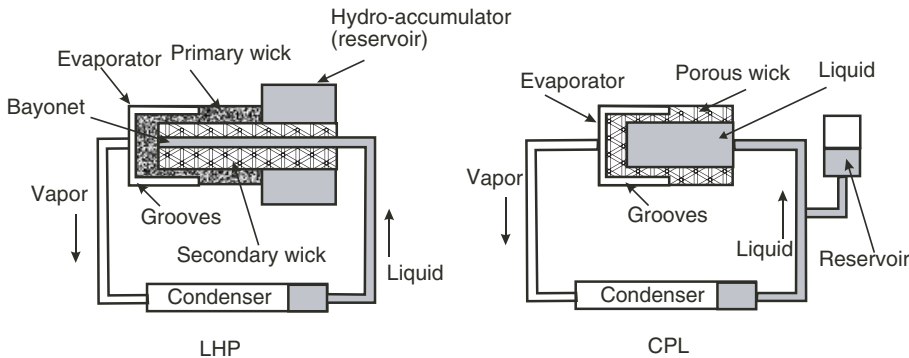 Hydro-accumulator
(reservoir)
Evaporator
Primary wick
Bayonet
Vapor
Grooves
Secondary wick
Liquid
Condenser
LHP
Evaporator
Porous wick
Liquid
Vapor
Grooves
Liquid
Reservoir
Condenser
CPL